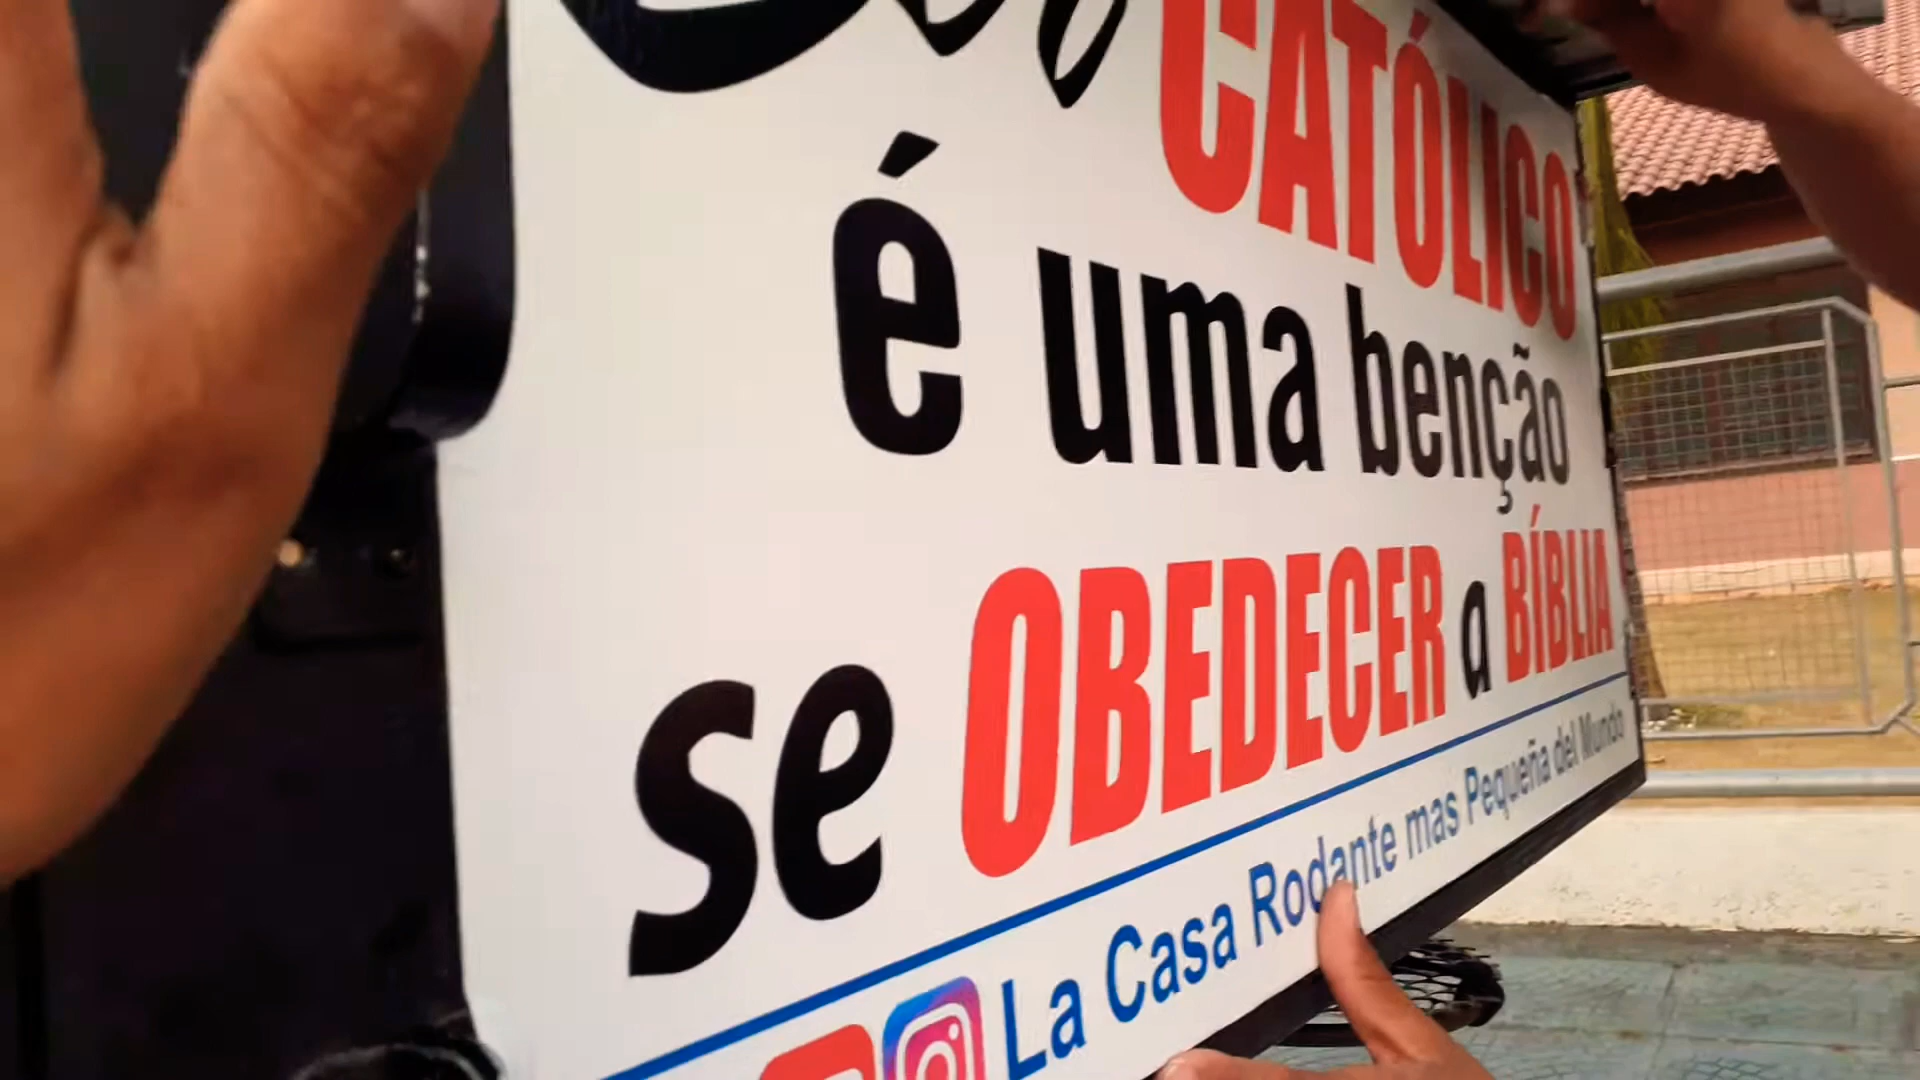 CATÓLICO
é uma benção
se OBEDECER a BÍBLIA
La Casa Rodante mas Pequeña del Mundo